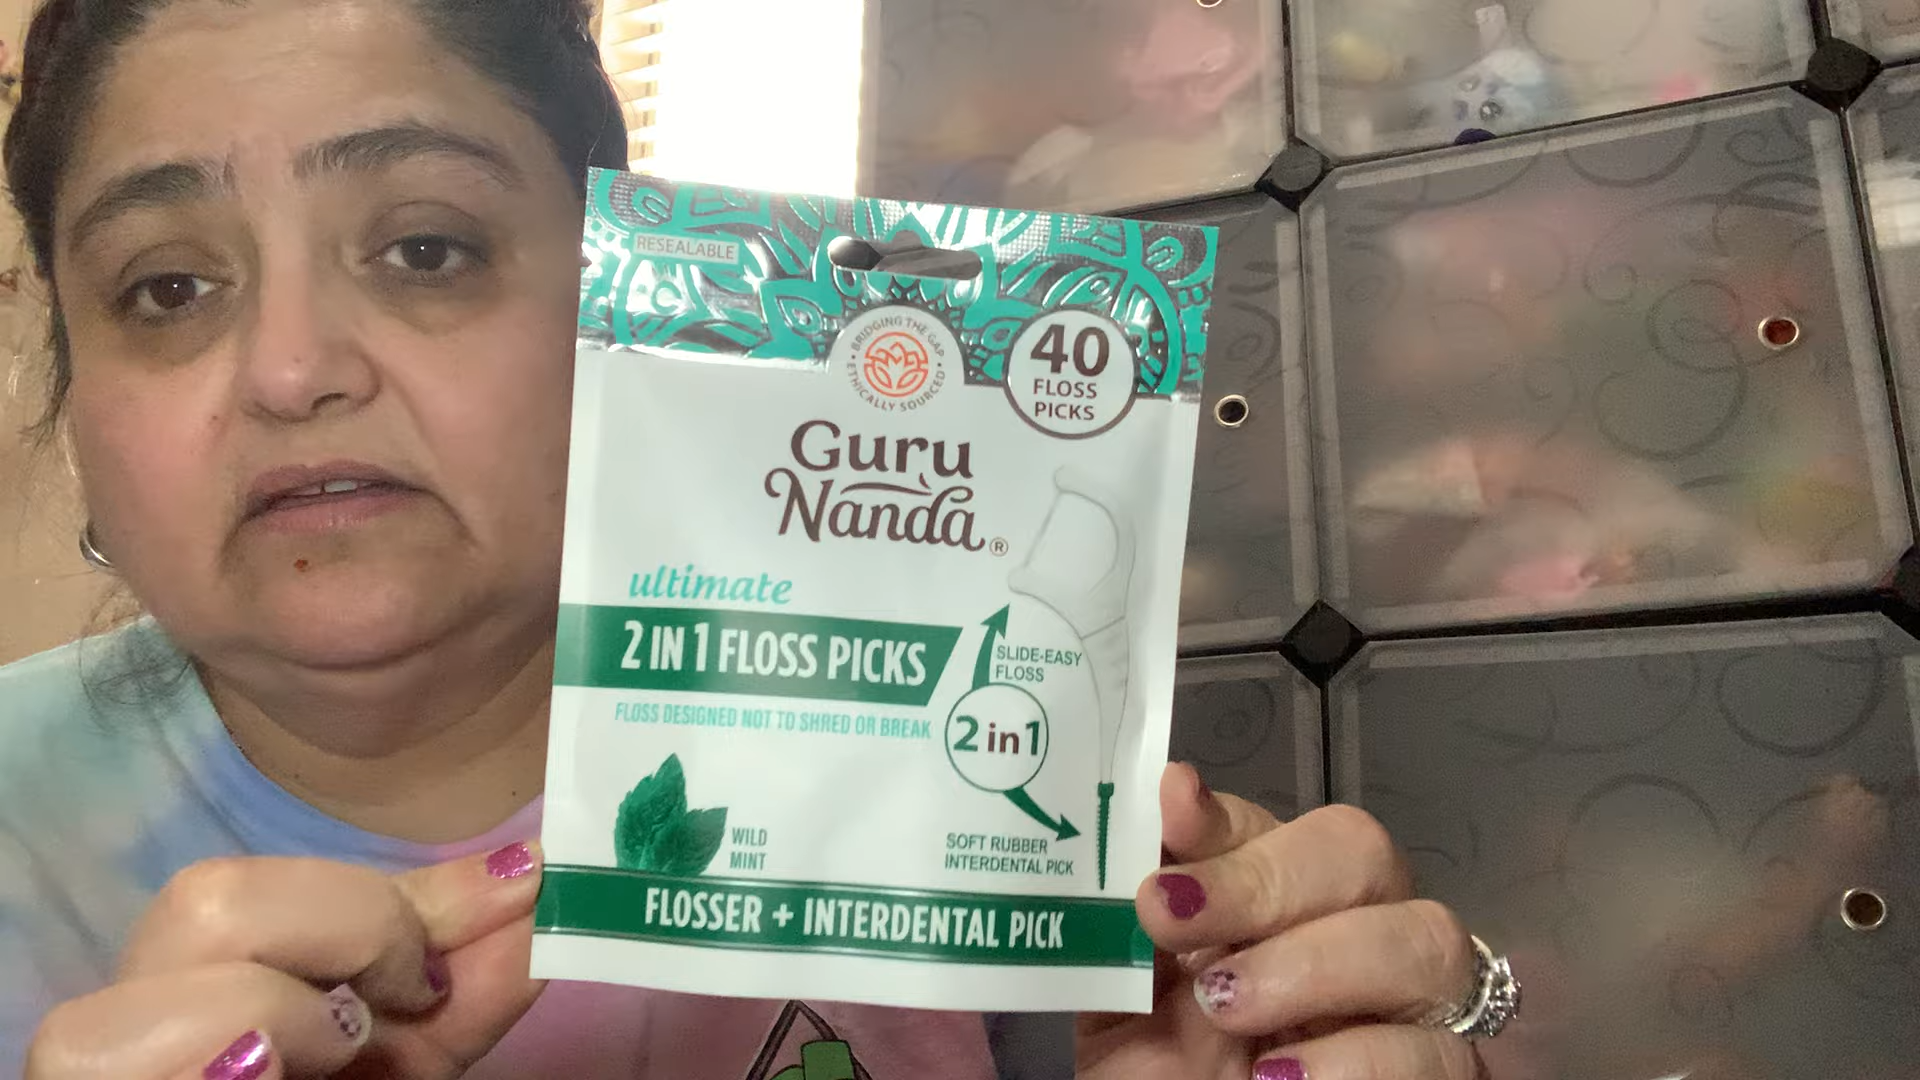 RESEALABLE
• BRIDGING THE GAP •
ETHICALLY SOURCED
40
FLOSS
PICKS
Guru
Nanda®
ultimate
2 IN 1 FLOSS PICKS
FLOSS DESIGNED NOT TO SHRED OR BREAK
SLIDE-EASY
FLOSS
2 in 1
WILD
MINT
SOFT RUBBER
INTERDENTAL PICK
FLOSSER + INTERDENTAL PICK